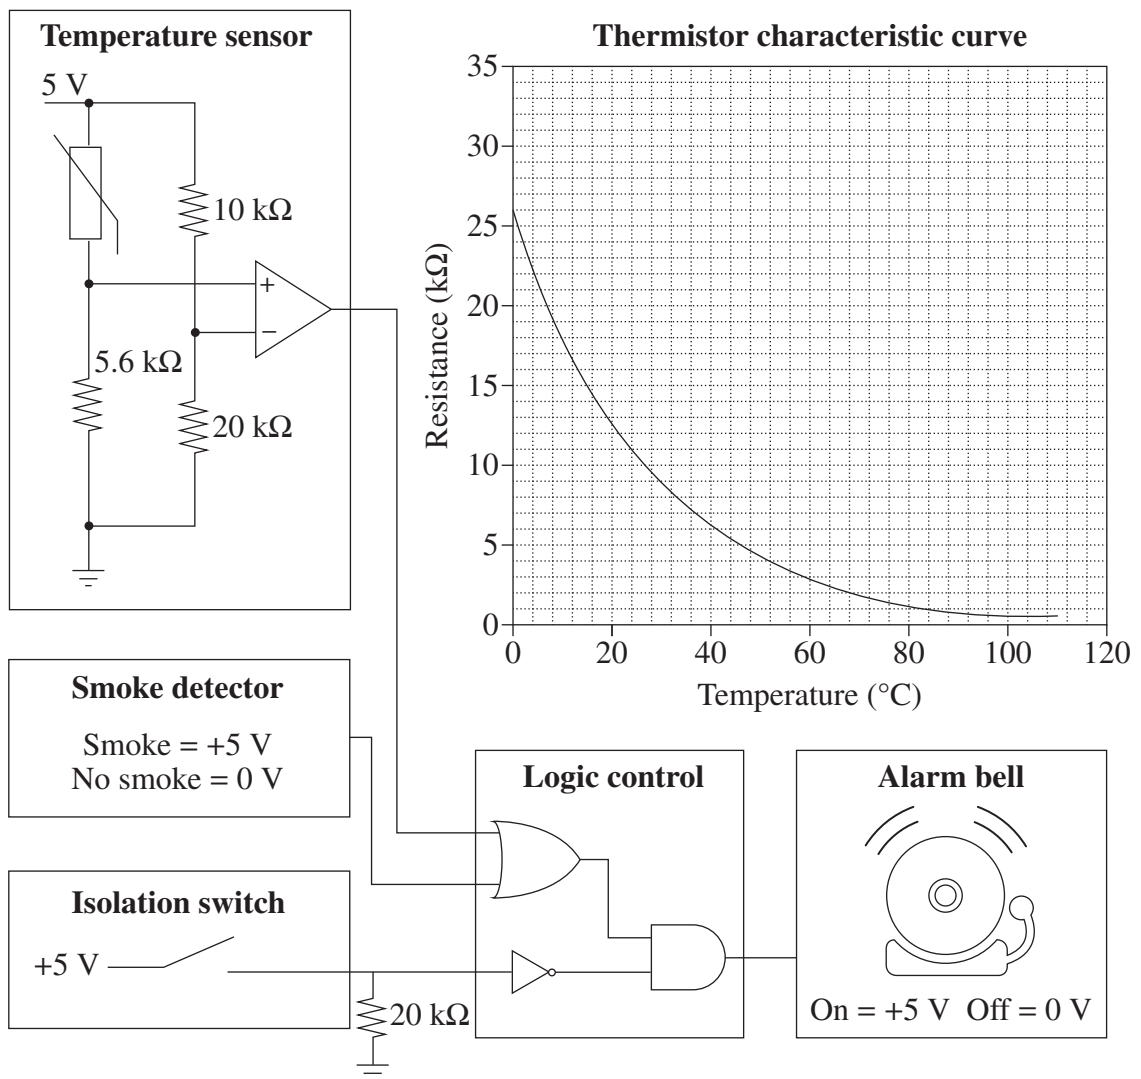 Temperature sensor
5 V
10 kΩ
+
−
5.6 kΩ
20 kΩ
Thermistor characteristic curve
Resistance (kΩ)
35
30
25
20
15
10
5
0
0 20 40 60 80 100 120
Temperature (°C)
Smoke detector
Smoke = +5 V
No smoke = 0 V
Isolation switch
+5 V
20 kΩ
Logic control
Alarm bell
On = +5 V Off = 0 V